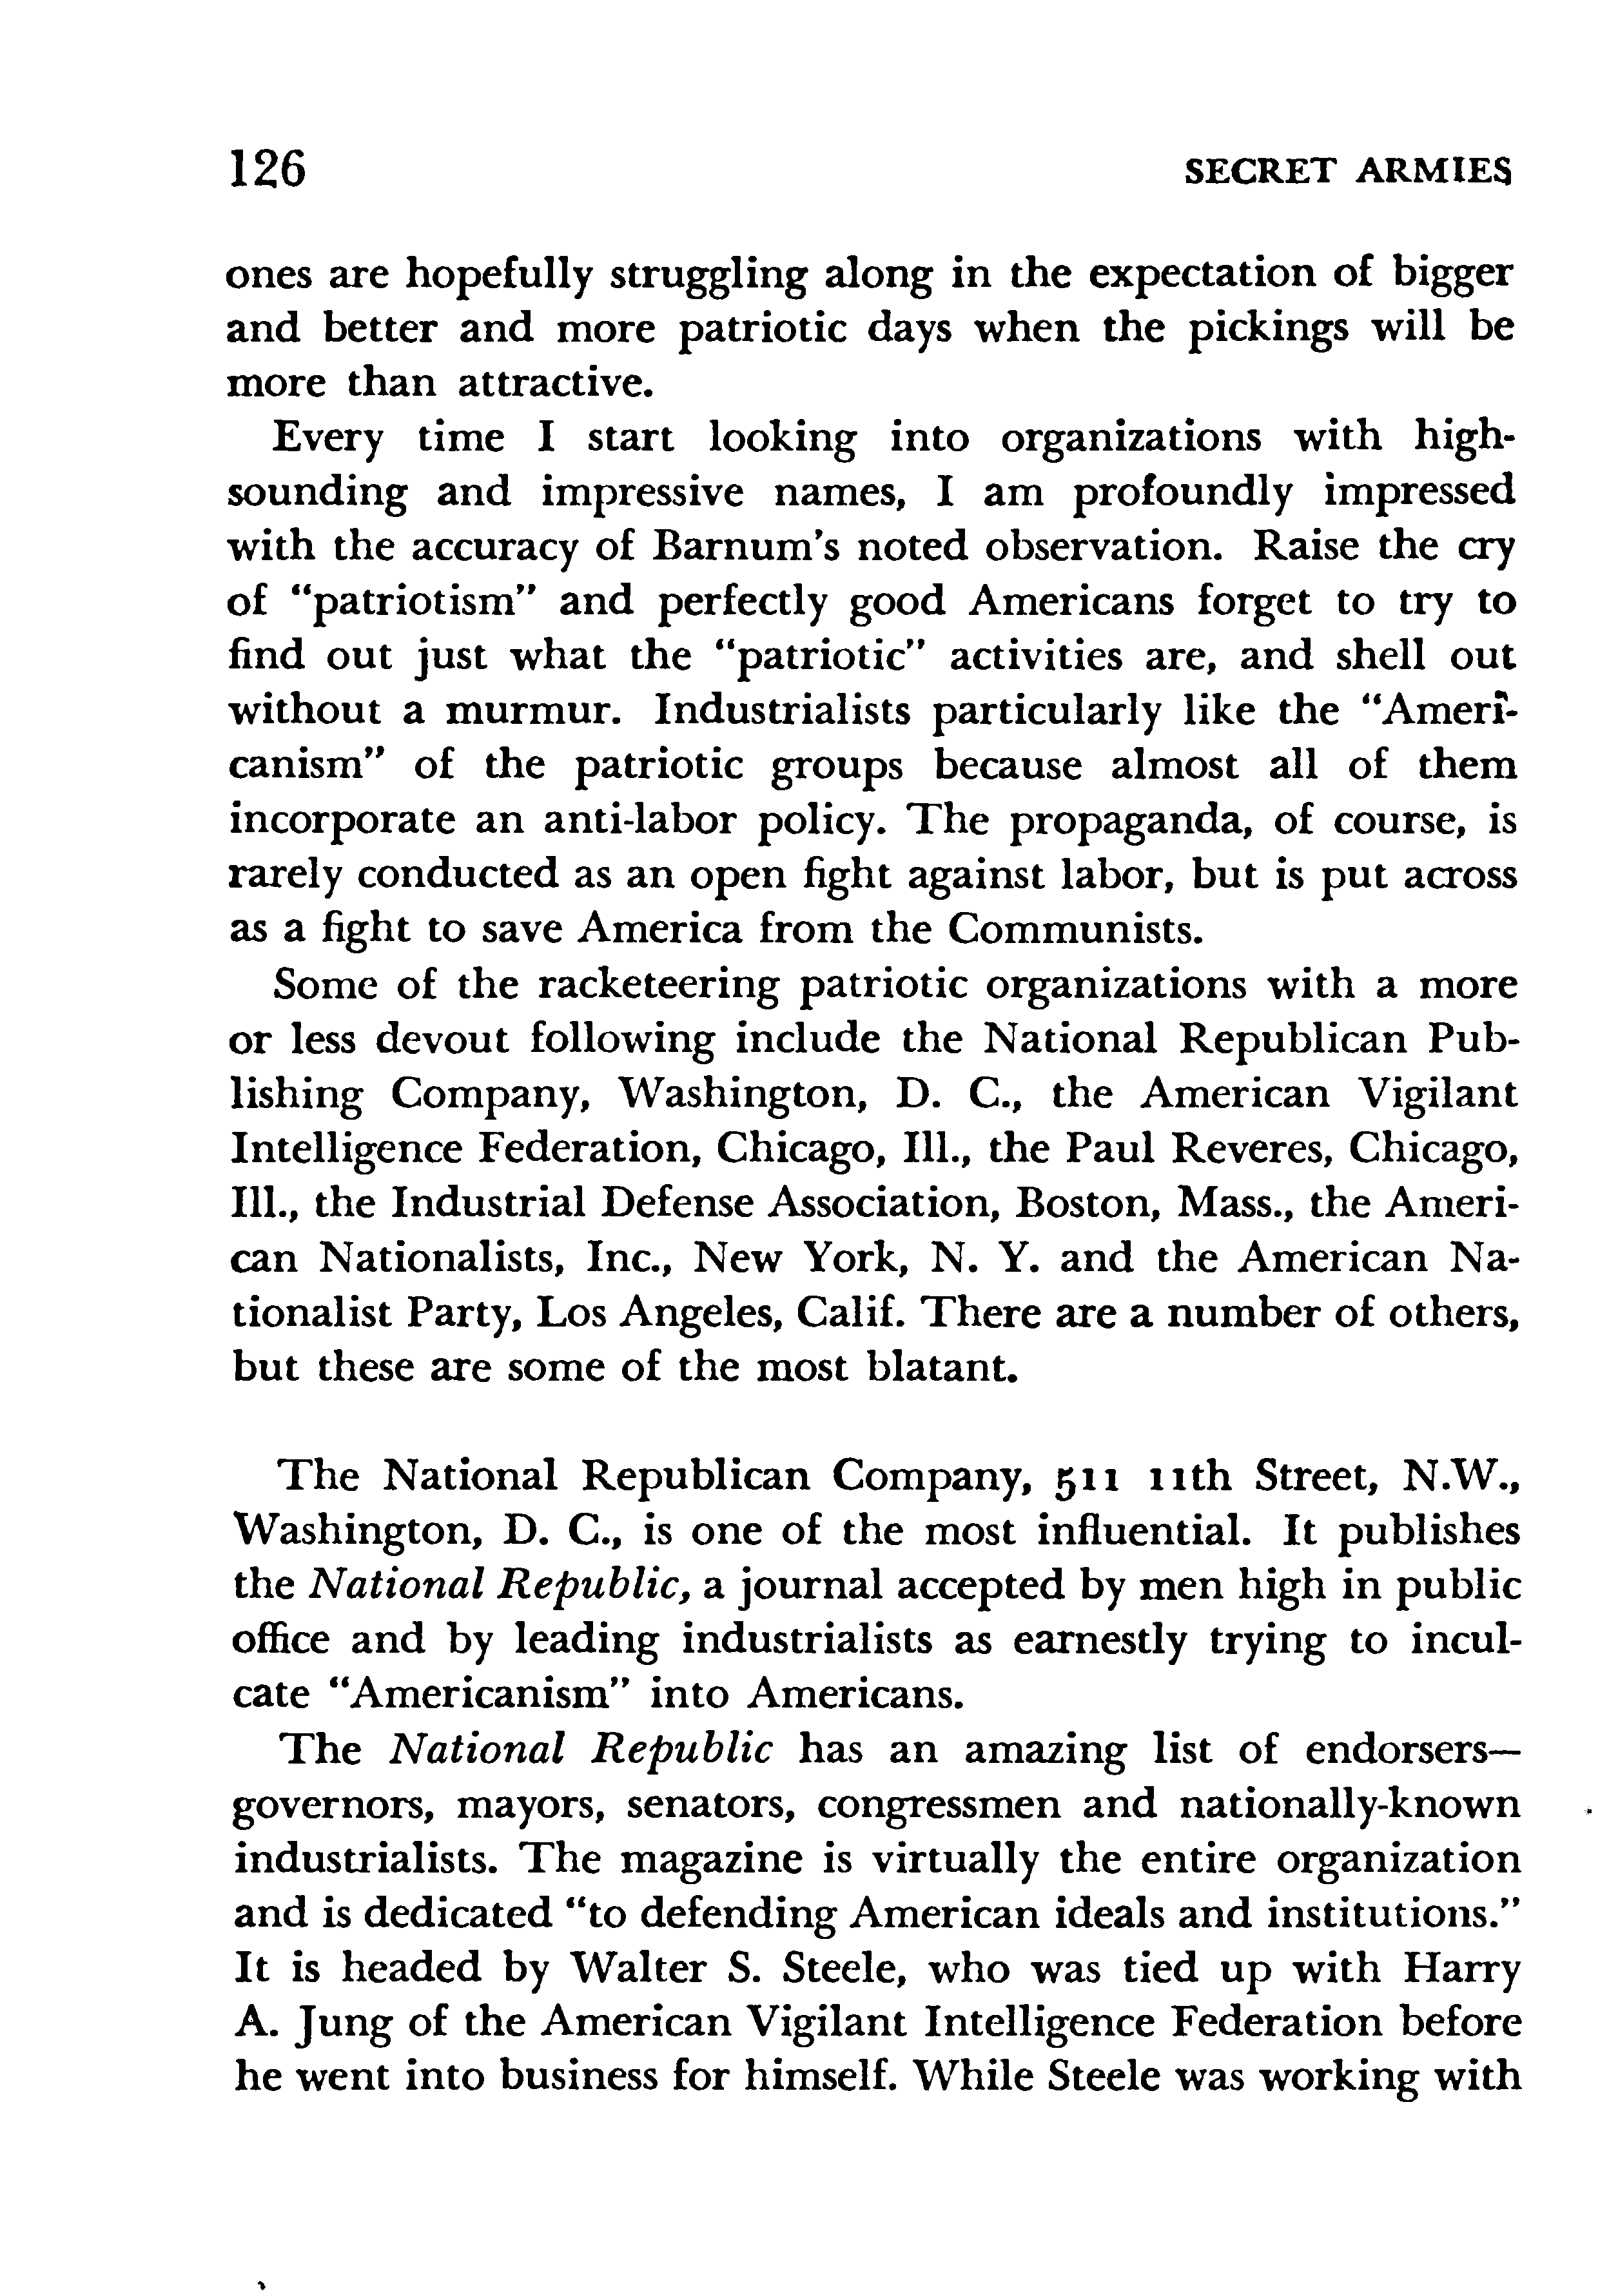 126 SECRET ARMIES
ones are hopefully struggling along in the expectation of bigger
and better and more patriotic days when the pickings will be
more than attractive.
Every time I start looking into organizations with high-
sounding and impressive names, I am profoundly impressed
with the accuracy of Barnum's noted observation. Raise the cry
of "patriotism" and perfectly good Americans forget to try to
find out just what the "patriotic" activities are, and shell out
without a murmur. Industrialists particularly like the "Ameri-
canism" of the patriotic groups because almost all of them
incorporate an anti-labor policy. The propaganda, of course, is
rarely conducted as an open fight against labor, but is put across
as a fight to save America from the Communists.
Some of the racketeering patriotic organizations with a more
or less devout following include the National Republican Pub-
lishing Company, Washington, D. C., the American Vigilant
Intelligence Federation, Chicago, Ill., the Paul Reveres, Chicago,
Ill., the Industrial Defense Association, Boston, Mass., the Ameri-
can Nationalists, Inc., New York, N. Y. and the American Na-
tionalist Party, Los Angeles, Calif. There are a number of others,
but these are some of the most blatant.
The National Republican Company, 511 11th Street, N.W.,
Washington, D. C., is one of the most influential. It publishes
the National Republic, a journal accepted by men high in public
office and by leading industrialists as earnestly trying to incul-
cate "Americanism" into Americans.
The National Republic has an amazing list of endorsers—
governors, mayors, senators, congressmen and nationally-known
industrialists. The magazine is virtually the entire organization
and is dedicated "to defending American ideals and institutions."
It is headed by Walter S. Steele, who was tied up with Harry
A. Jung of the American Vigilant Intelligence Federation before
he went into business for himself. While Steele was working with